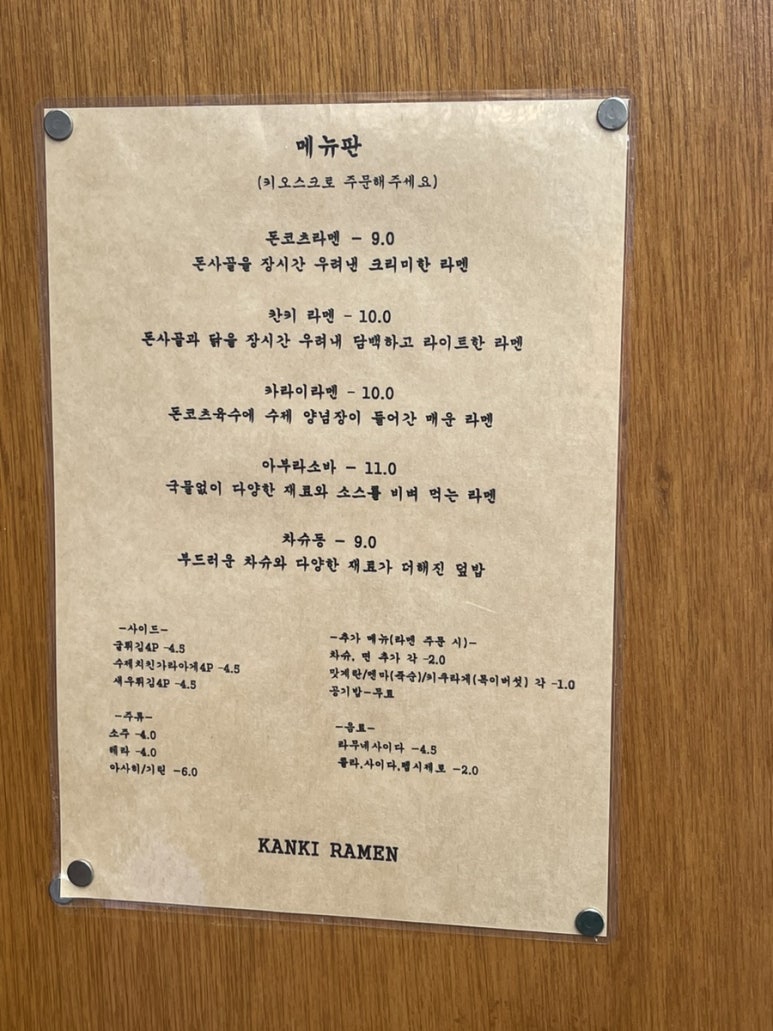 메뉴판
(키오스크로 주문해주세요)
돈코츠라멘 - 9.0
돈사골을 장시간 우려낸 크리미한 라멘
칸키 라멘 - 10.0
돈사골과 닭을 장시간 우려내 담백하고 라이트한 라멘
카라이라멘 - 10.0
돈코츠육수에 수제 양념장이 들어간 매운 라멘
아부라소바 - 11.0
국물없이 다양한 재료와 소스를 비벼 먹는 라멘
차슈동 - 9.0
부드러운 차슈와 다양한 재료가 더해진 덮밥
-사이드-
굴튀김4P -4.5
수제치킨가라아게4P -4.5
새우튀김4P -4.5
-주류-
소주 -4.0
테라 -4.0
아사히/기린 -6.0
-추가 메뉴(라멘 주문 시)-
차슈, 면 추가 각 -2.0
맛계란/멘마(죽순)/키쿠라게(목이버섯) 각 -1.0
공기밥-무료
-음료-
라무네사이다 -4.5
콜라,사이다,펩시제로 -2.0
KANKI RAMEN